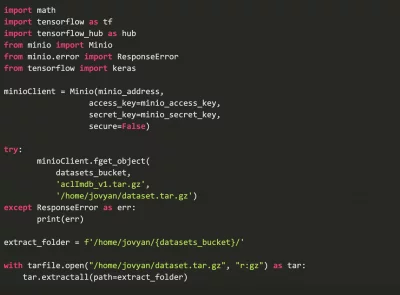 import math
import tensorflow as tf
import tensorflow_hub as hub
from minio import Minio
from minio.error import ResponseError
from tensorflow import keras
minioClient = Minio(minio_address,
access_key=minio_access_key,
secret_key=minio_secret_key,
secure=False)
try:
minioClient.fget_object(
datasets_bucket,
'aclImdb_v1.tar.gz',
'/home/jovyan/dataset.tar.gz')
except ResponseError as err:
print(err)
extract_folder = f'/home/jovyan/{datasets_bucket}/'
with tarfile.open("/home/jovyan/dataset.tar.gz", "r:gz") as tar:
tar.extractall(path=extract_folder)